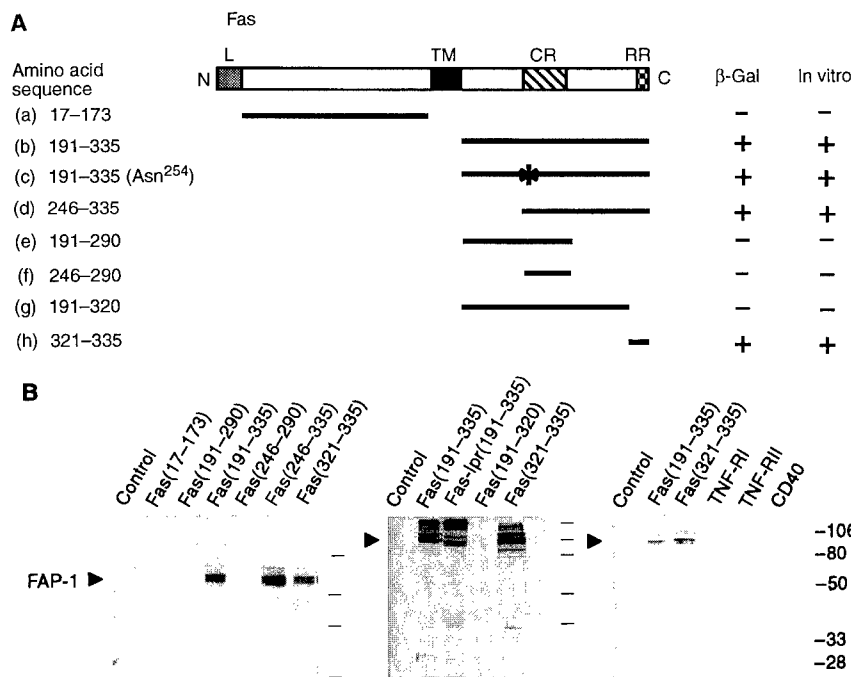 A
Fas
L TM CR RR
Amino acid sequence
N C
β-Gal In vitro
(a) 17–173 – –
(b) 191–335 + +
(c) 191–335 (Asn254) + +
(d) 246–335 + +
(e) 191–290 – –
(f) 246–290 – –
(g) 191–320 – –
(h) 321–335 + +
B
Control
Fas(17–173)
Fas(191–290)
Fas(191–335)
Fas(246–290)
Fas(246–335)
Fas(321–335)
Control
Fas(191–335)
Fas-lpr(191–335)
Fas(191–320)
Fas(321–335)
Control
Fas(191–335)
Fas(321–335)
TNF-RI
TNF-RII
CD40
FAP-1
–106
–80
–50
–33
–28